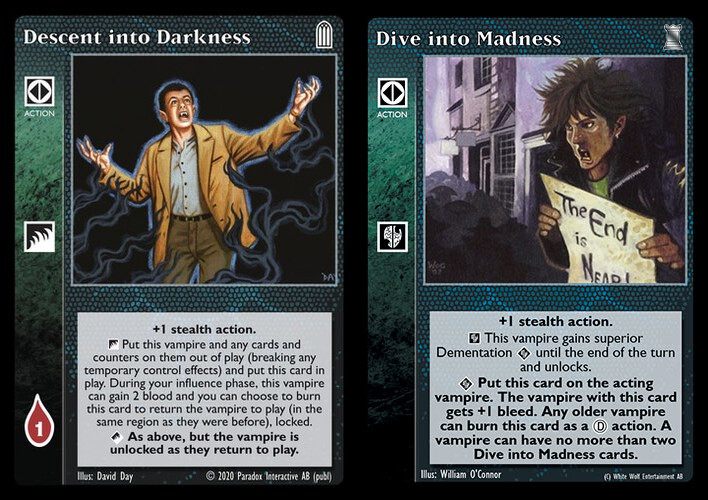 Descent into Darkness
ACTION
1
+1 stealth action.
Put this vampire and any cards and
counters on them out of play (breaking any
temporary control effects) and put this card in
play. During your influence phase, this vampire
can gain 2 blood and you can choose to burn
this card to return the vampire to play (in the
same region as they were before), locked.
As above, but the vampire is
unlocked as they return to play.
Illus: David Day
© 2020 Paradox Interactive AB (publ)
Dive into Madness
ACTION
The End
is
Near!
+1 stealth action.
This vampire gains superior
Dementation until the end of the turn
and unlocks.
Put this card on the acting
vampire. The vampire with this card
gets +1 bleed. Any older vampire
can burn this card as a D action. A
vampire can have no more than two
Dive into Madness cards.
Illus: William O'Connor
(C) White Wolf Entertainment AB